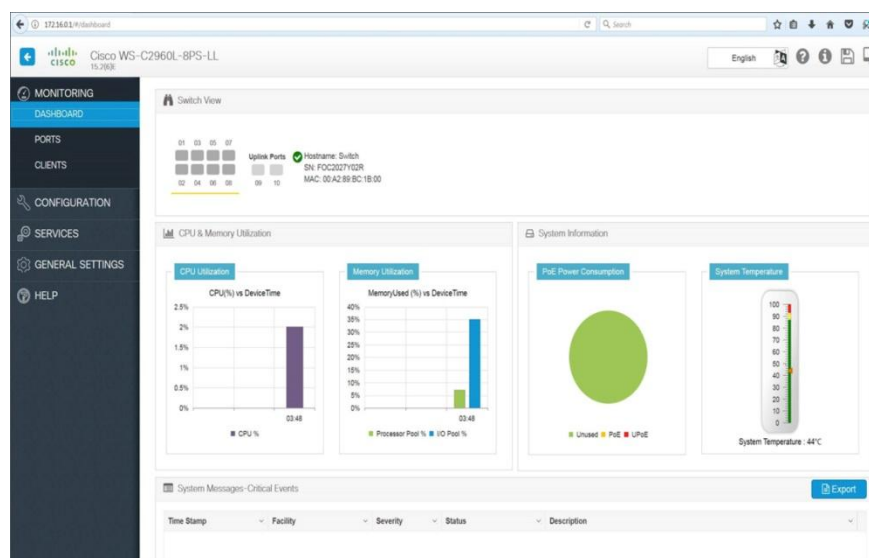 172.16.0.1/#/dashboard
Search
cisco
Cisco WS-C2960L-8PS-LL
15.2(6)E
English
MONITORING
DASHBOARD
PORTS
CLIENTS
CONFIGURATION
SERVICES
GENERAL SETTINGS
HELP
Switch View
01 03 05 07
02 04 06 08
Uplink Ports
09 10
Hostname: Switch
SN: FOC2027Y02R
MAC: 00:A2:89:BC:1B:00
CPU & Memory Utilization
CPU Utilization
CPU(%) vs DeviceTime
2.5%
2%
1.5%
1%
0.5%
0%
03:48
CPU %
Memory Utilization
MemoryUsed (%) vs DeviceTime
40%
35%
30%
25%
20%
15%
10%
5%
0%
03:48
Processor Pool % I/O Pool %
System Information
PoE Power Consumption
Unused PoE UPoE
System Temperature
100
90
80
70
60
50
40
30
20
10
0
System Temperature : 44°C
System Messages-Critical Events
Export
Time Stamp Facility Severity Status Description